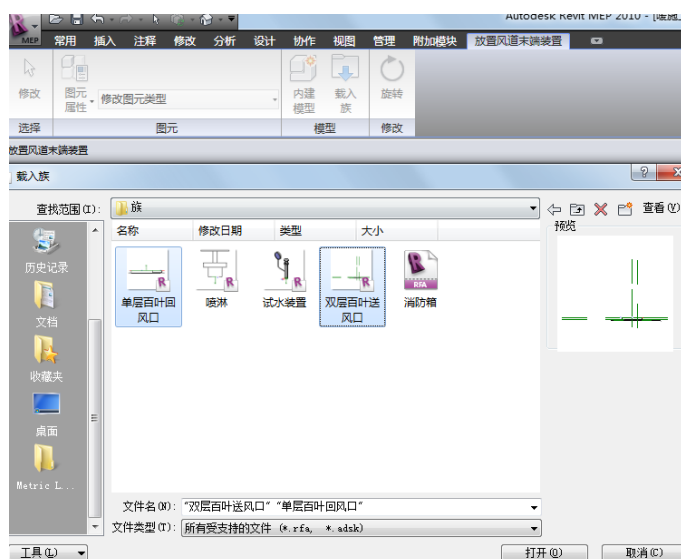 Autodesk Revit MEP 2010 - [暖施
MEP 常用 插入 注释 修改 分析 设计 协作 视图 管理 附加模块 放置风道末端装置
修改 图元 修改图元类型 内建 载入 旋转
属性 模型 族
选择 图元 模型 修改
放置风道末端装置
载入族
查找范围(I): 族 查看(V)
名称 修改日期 类型 大小 预览
历史记录
单层百叶回 喷淋 试水装置 双层百叶送 消防箱
风口 风口
RFA
文档
收藏夹
桌面
Metric L...
文件名(N): "双层百叶送风口" "单层百叶回风口"
文件类型(T): 所有受支持的文件 (*.rfa, *.adsk)
工具(L) 打开(O) 取消(C)